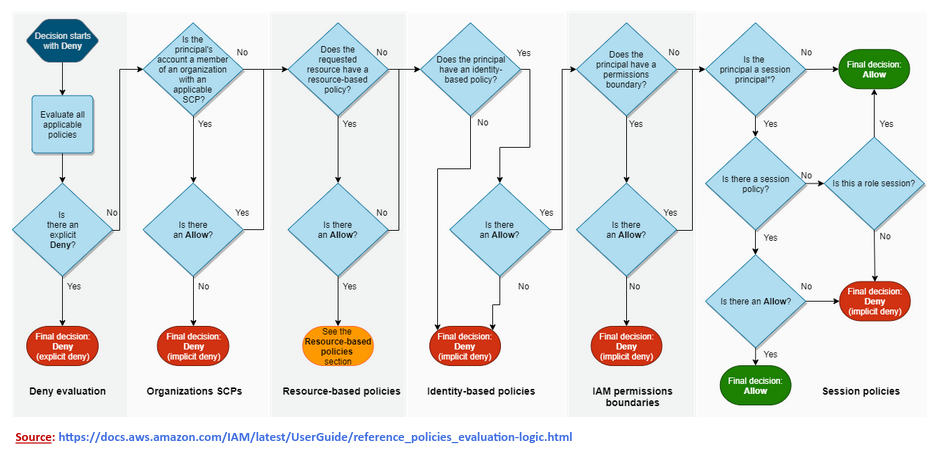 Decision starts
with Deny
Evaluate all
applicable
policies
Is
there an
explicit
Deny?
No
Yes
Final decision:
Deny
(explicit deny)
Deny evaluation
Is the
principal's
account a member
of an organization
with an
applicable
SCP?
No
Yes
Is there
an Allow?
Yes
No
Final decision:
Deny
(implicit deny)
Organizations SCPs
Does the
requested
resource have a
resource-based
policy?
No
Yes
Is there
an Allow?
No
Yes
See the
Resource-based
policies
section
Resource-based policies
Does the principal
have an identity-
based policy?
Yes
No
Is there
an Allow?
Yes
No
Final decision:
Deny
(implicit deny)
Identity-based policies
Does the
principal have a
permissions
boundary?
No
Yes
Is there
an Allow?
Yes
No
Final decision:
Deny
(implicit deny)
IAM permissions
boundaries
Is the
principal a session
principal*?
No
Yes
Final decision:
Allow
Is there a session
policy?
No
Yes
Is this a role session?
Yes
No
Is there an Allow?
No
Yes
Final decision:
Deny
(implicit deny)
Final decision:
Allow
Session policies
Source: https://docs.aws.amazon.com/IAM/latest/UserGuide/reference_policies_evaluation-logic.html